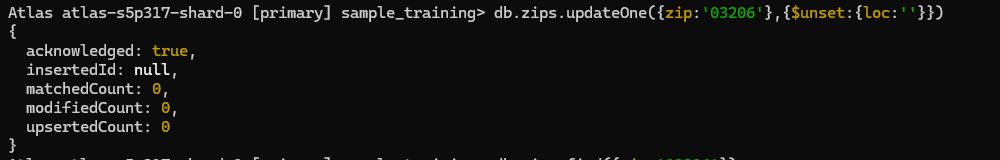 Atlas atlas-s5p317-shard-0 [primary] sample_training> db.zips.updateOne({zip:'03206'},{$unset:{loc:''}})
{
  acknowledged: true,
  insertedId: null,
  matchedCount: 0,
  modifiedCount: 0,
  upsertedCount: 0
}